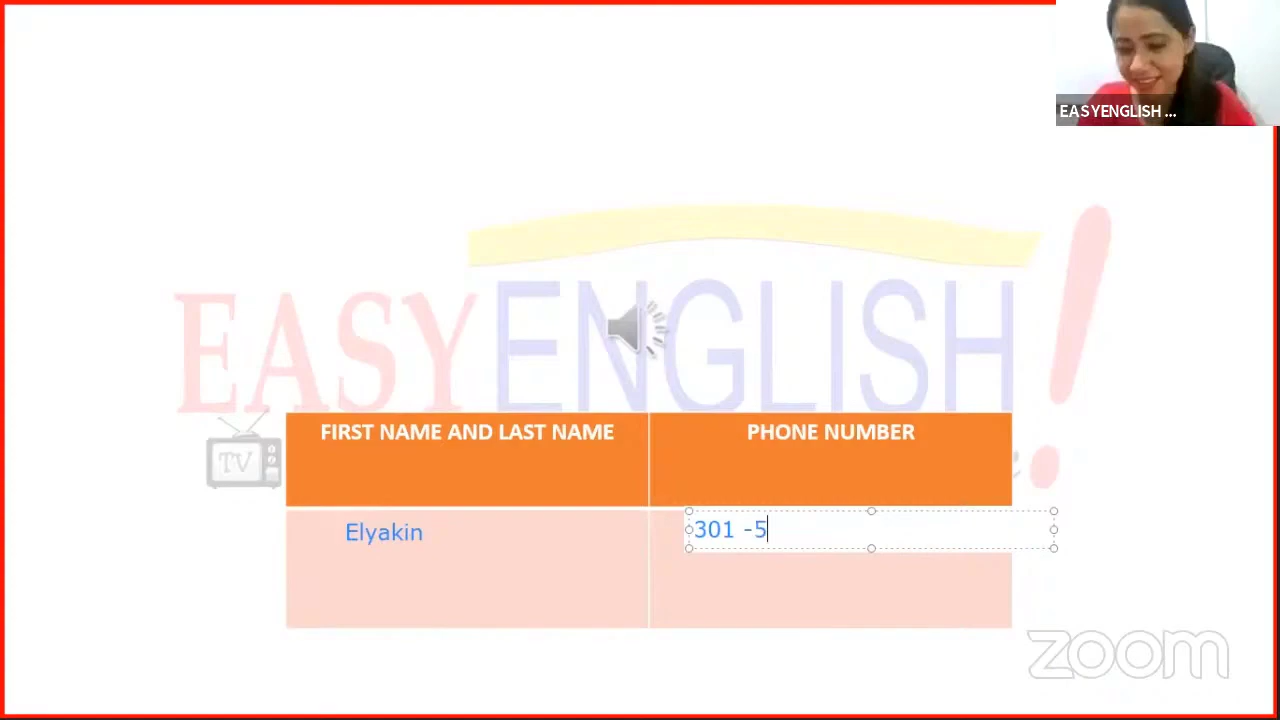 EASYENGLISH ...
EASYENGLISH!
TV
FIRST NAME AND LAST NAME
PHONE NUMBER
Elyakin
301 -5
zoom